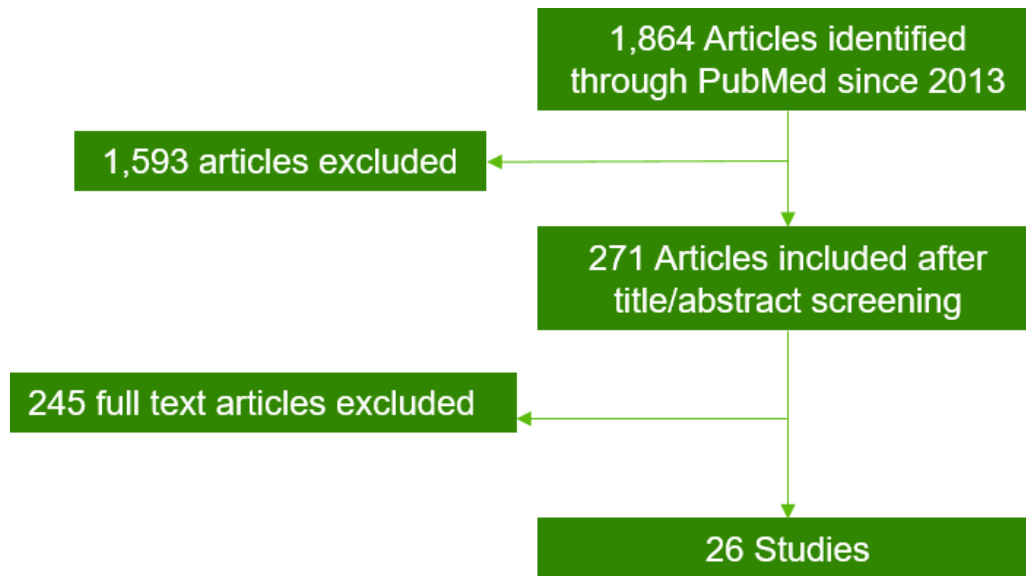 1,864 Articles identified
through PubMed since 2013
1,593 articles excluded
271 Articles included after
title/abstract screening
245 full text articles excluded
26 Studies